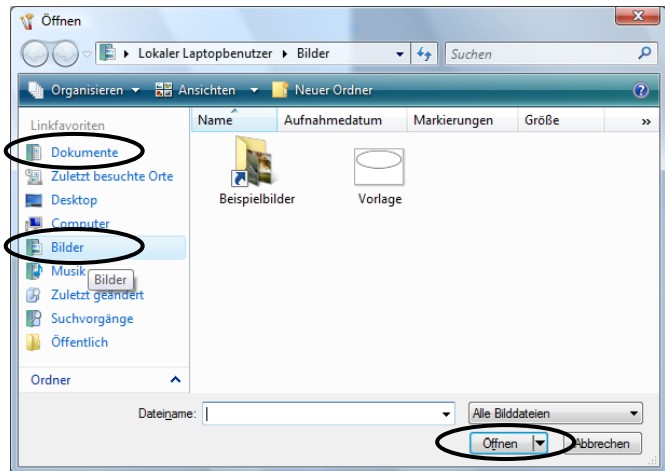 Öffnen
Lokaler Laptopbenutzer Bilder Suchen
Organisieren Ansichten Neuer Ordner
Linkfavoriten
Dokumente
Zuletzt besuchte Orte
Desktop
Computer
Bilder
Musik
Bilder
Zuletzt geändert
Suchvorgänge
Öffentlich
Ordner
Name Aufnahmedatum Markierungen Größe »
Beispielbilder Vorlage
Dateiname: Alle Bilddateien
Öffnen Abbrechen